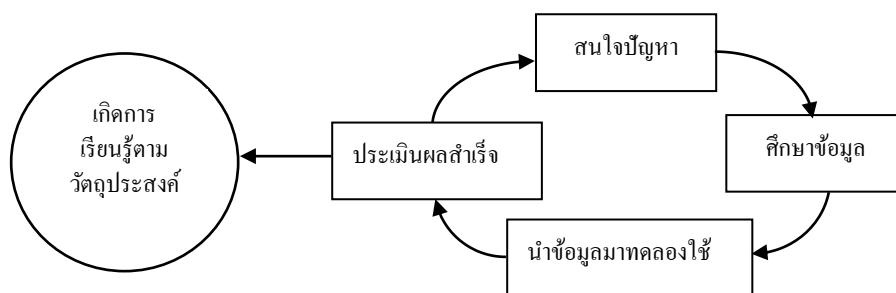 สนใจปัญหา
เกิดการ
เรียนรู้ตาม
วัตถุประสงค์
ประเมินผลสำเร็จ
ศึกษาข้อมูล
นำข้อมูลมาทดลองใช้